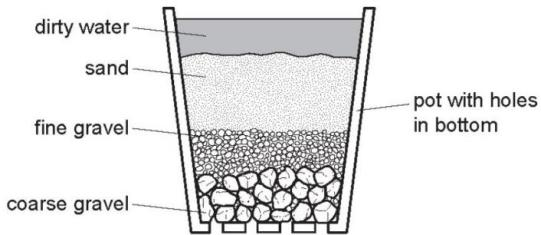 dirty water
sand
fine gravel
coarse gravel
pot with holes
in bottom